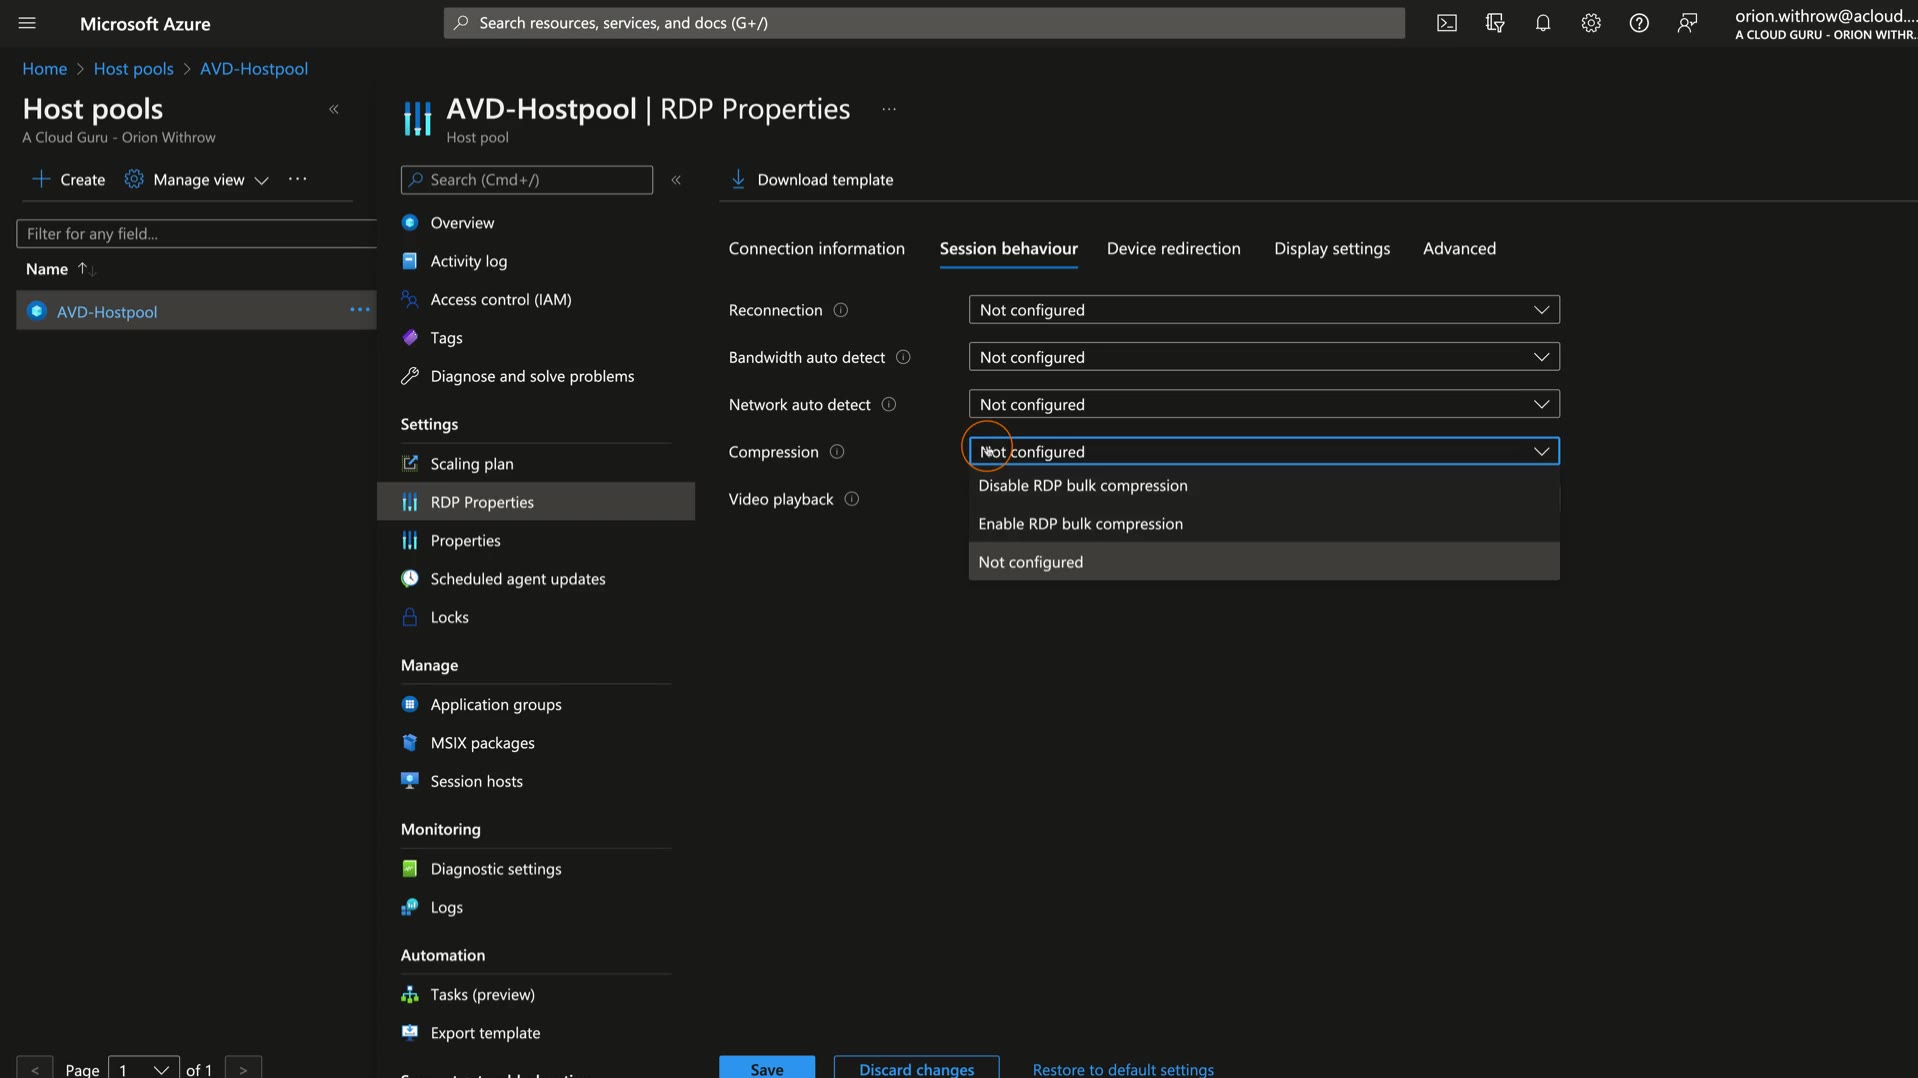 Microsoft Azure
Search resources, services, and docs (G+/)
orion.withrow@acloud....
A CLOUD GURU - ORION WITHR...
Home > Host pools > AVD-Hostpool
Host pools
A Cloud Guru - Orion Withrow
Create
Manage view
Filter for any field...
Name
AVD-Hostpool
AVD-Hostpool | RDP Properties
Host pool
Search (Cmd+/)
Overview
Activity log
Access control (IAM)
Tags
Diagnose and solve problems
Settings
Scaling plan
RDP Properties
Properties
Scheduled agent updates
Locks
Manage
Application groups
MSIX packages
Session hosts
Monitoring
Diagnostic settings
Logs
Automation
Tasks (preview)
Export template
Download template
Connection information
Session behaviour
Device redirection
Display settings
Advanced
Reconnection
Not configured
Bandwidth auto detect
Not configured
Network auto detect
Not configured
Compression
Not configured
Disable RDP bulk compression
Enable RDP bulk compression
Not configured
Video playback
< Page 1 of 1 >
Save
Discard changes
Restore to default settings